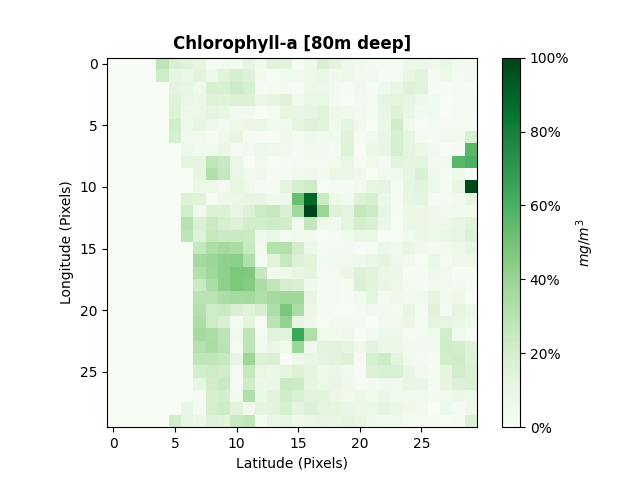 Chlorophyll-a [80m deep]
0
5
10
15
20
25
Longitude (Pixels)
0 5 10 15 20 25
Latitude (Pixels)
100%
80%
60%
40%
20%
0%
mg/m³